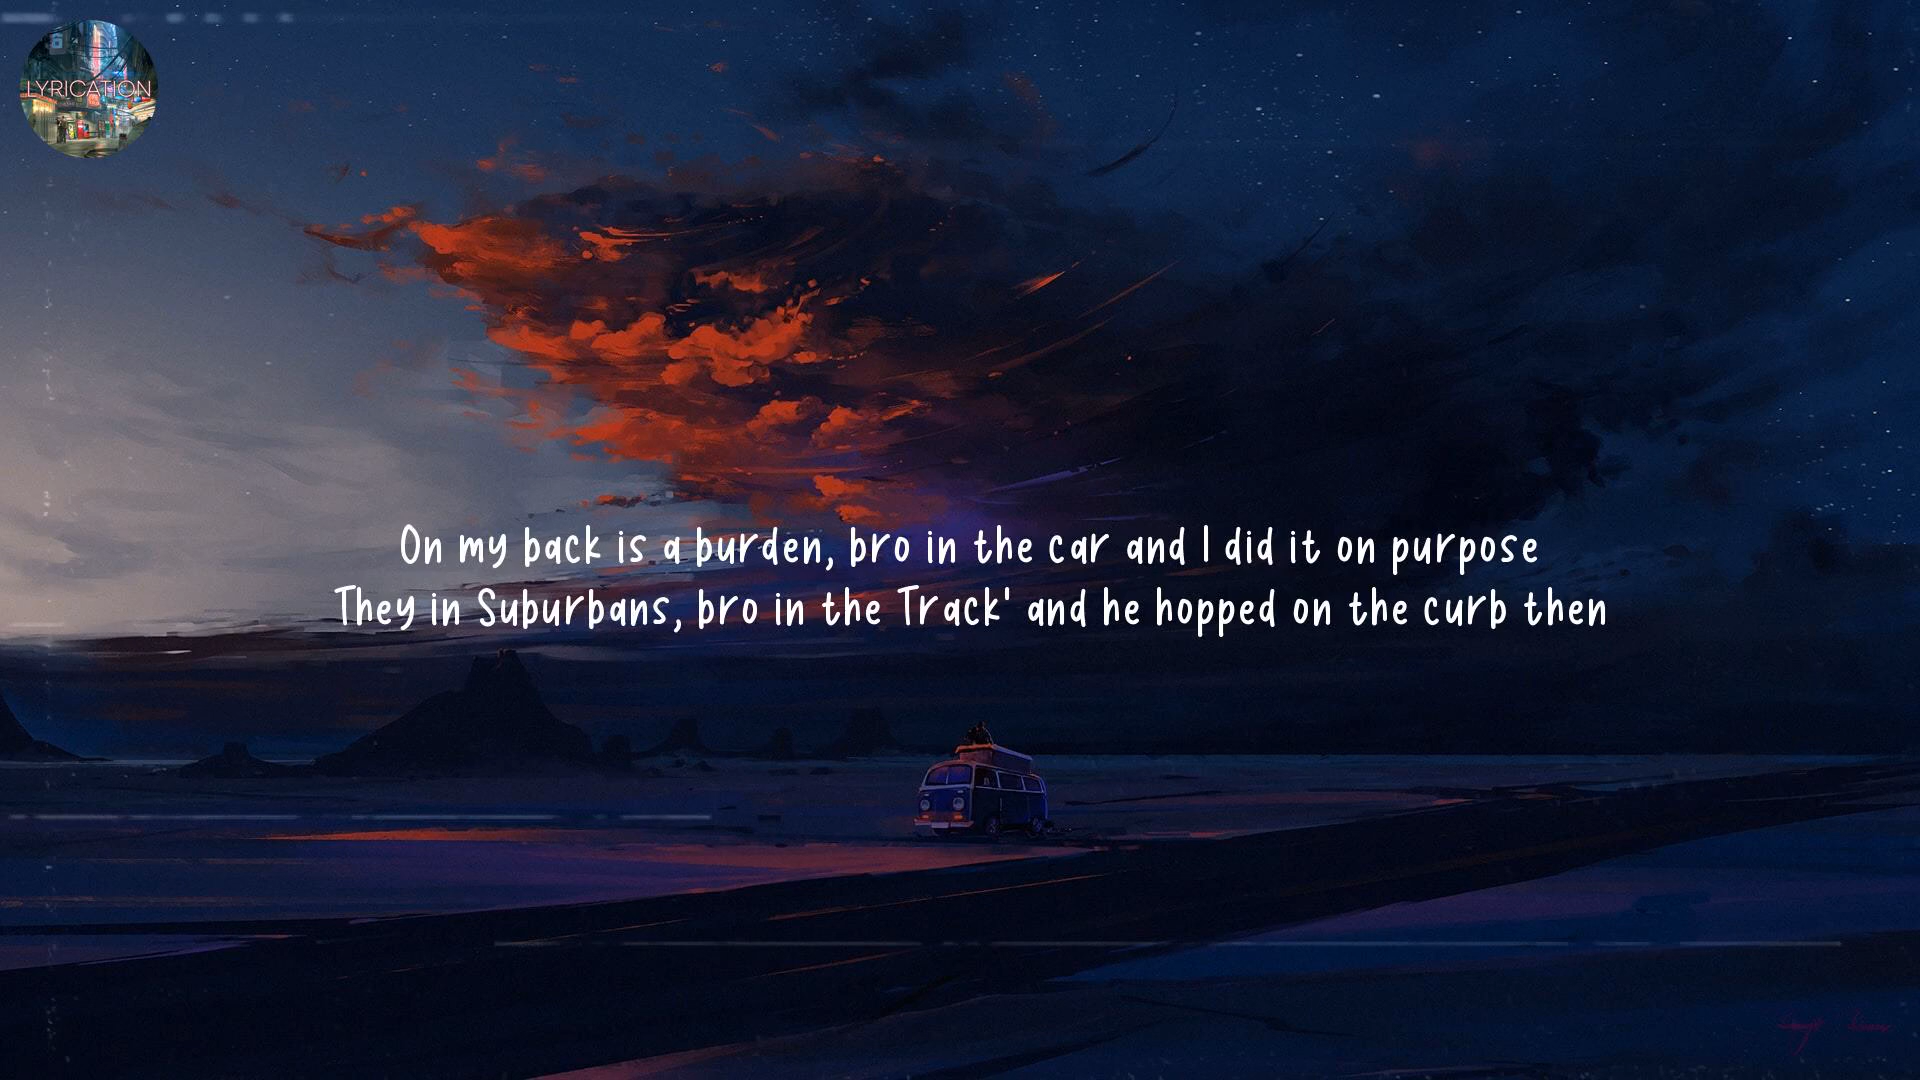 LYRICATION
On my back is a burden, bro in the car and I did it on purpose
They in Suburbans, bro in the Track' and he hopped on the curb then